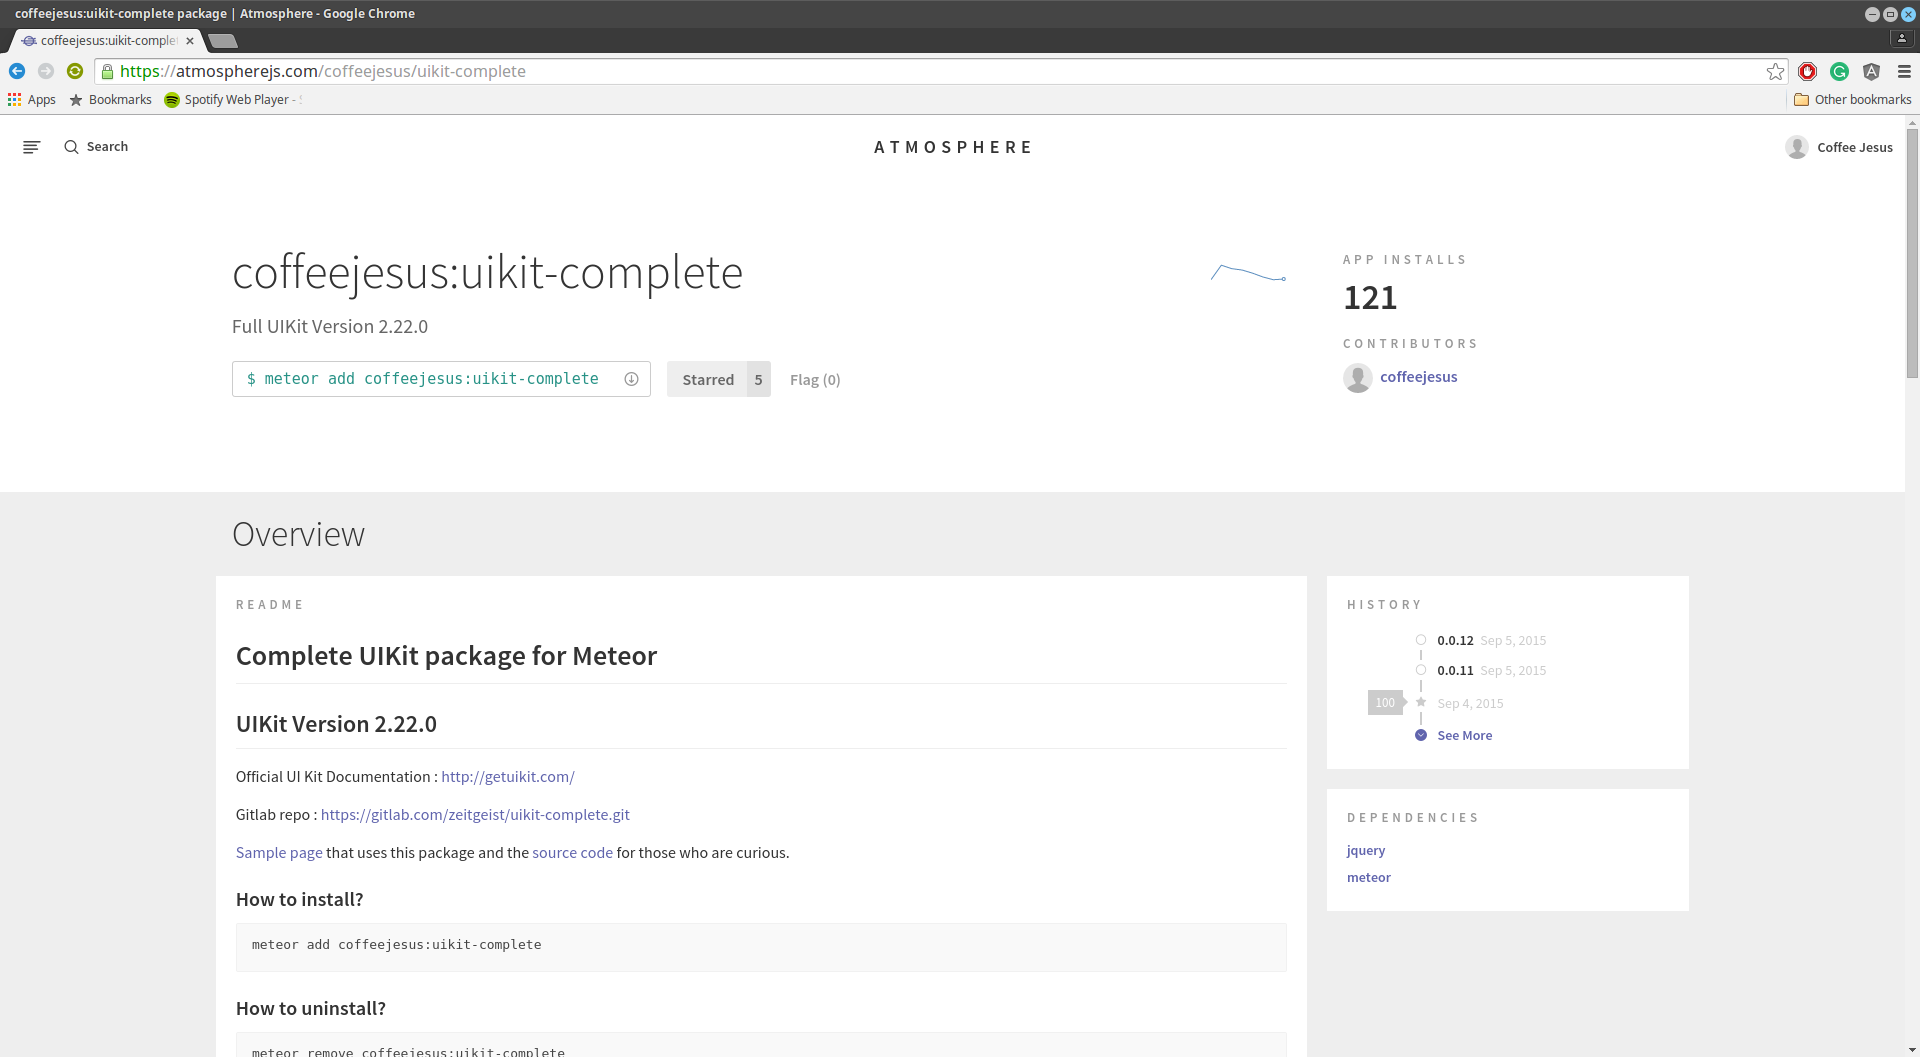 coffeejesus:uikit-complete package | Atmosphere - Google Chrome
coffeejesus:uikit-comple
https://atmospherejs.com/coffeejesus/uikit-complete
Apps Bookmarks Spotify Web Player - Other bookmarks
Search ATMOSPHERE Coffee Jesus
coffeejesus:uikit-complete
Full UIKit Version 2.22.0
$ meteor add coffeejesus:uikit-complete Starred 5 Flag (0)
APP INSTALLS
121
CONTRIBUTORS
coffeejesus
Overview
README
Complete UIKit package for Meteor
UIKit Version 2.22.0
Official UI Kit Documentation : http://getuikit.com/
Gitlab repo : https://gitlab.com/zeitgeist/uikit-complete.git
Sample page that uses this package and the source code for those who are curious.
How to install?
meteor add coffeejesus:uikit-complete
How to uninstall?
meteor remove coffeejesus:uikit-complete
HISTORY
0.0.12 Sep 5, 2015
0.0.11 Sep 5, 2015
100 Sep 4, 2015
See More
DEPENDENCIES
jquery
meteor